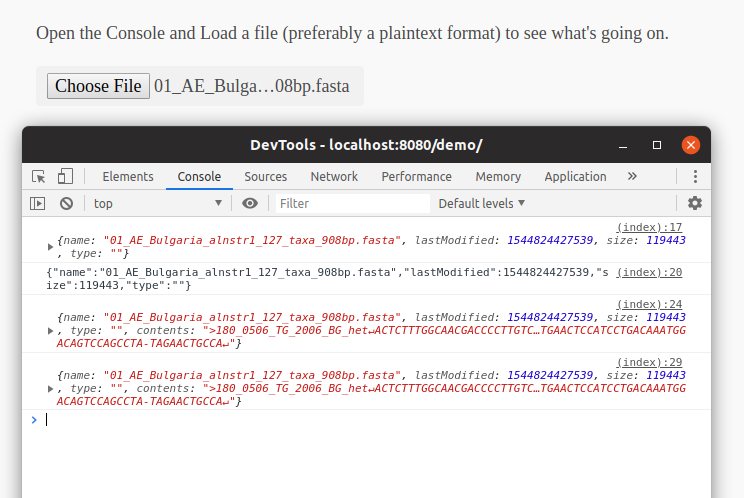 Open the Console and Load a file (preferably a plaintext format) to see what's going on.
Choose File 01_AE_Bulga…08bp.fasta
DevTools - localhost:8080/demo/
Elements Console Sources Network Performance Memory Application »
top Filter Default levels
(index):17
{name: "01_AE_Bulgaria_alnstr1_127_taxa_908bp.fasta", lastModified: 1544824427539, size: 119443
, type: ""}
{"name":"01_AE_Bulgaria_alnstr1_127_taxa_908bp.fasta","lastModified":1544824427539,"s (index):20
ize":119443,"type":""}
(index):24
{name: "01_AE_Bulgaria_alnstr1_127_taxa_908bp.fasta", lastModified: 1544824427539, size: 119443
, type: "", contents: ">180_0506_TG_2006_BG_het↵ACTCTTTGGCAACGACCCCTTGTC…TGAACTCCATCCTGACAAATGG
ACAGTCCAGCCTA-TAGAACTGCCA↵"}
(index):29
{name: "01_AE_Bulgaria_alnstr1_127_taxa_908bp.fasta", lastModified: 1544824427539, size: 119443
, type: "", contents: ">180_0506_TG_2006_BG_het↵ACTCTTTGGCAACGACCCCTTGTC…TGAACTCCATCCTGACAAATGG
ACAGTCCAGCCTA-TAGAACTGCCA↵"}